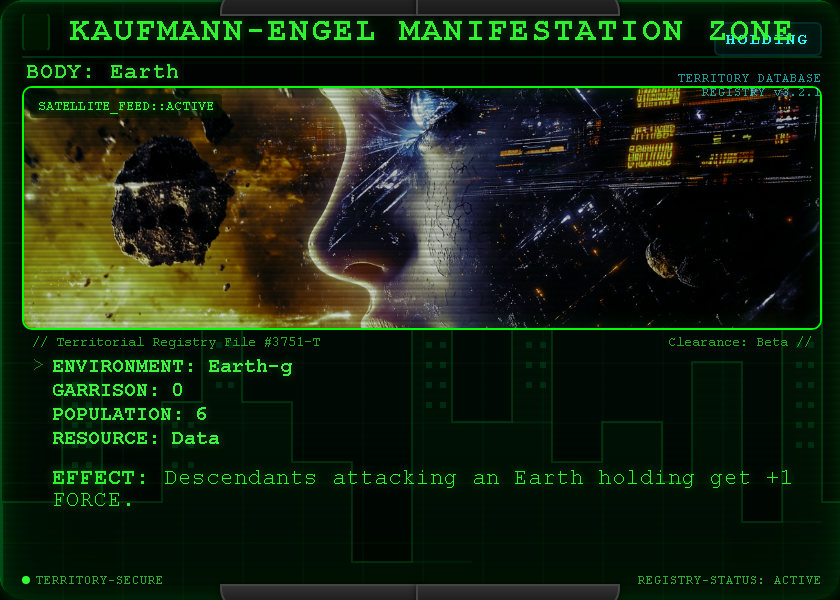 KAUFMANN-ENGEL MANIFESTATION ZONE
HOLDING
BODY: Earth
TERRITORY DATABASE
REGISTRY v3.2.1
SATELLITE_FEED::ACTIVE
// Territorial Registry File #3751-T
Clearance: Beta //
> ENVIRONMENT: Earth-g
GARRISON: 0
POPULATION: 6
RESOURCE: Data
EFFECT: Descendants attacking an Earth holding get +1
FORCE.
TERRITORY-SECURE
REGISTRY-STATUS: ACTIVE